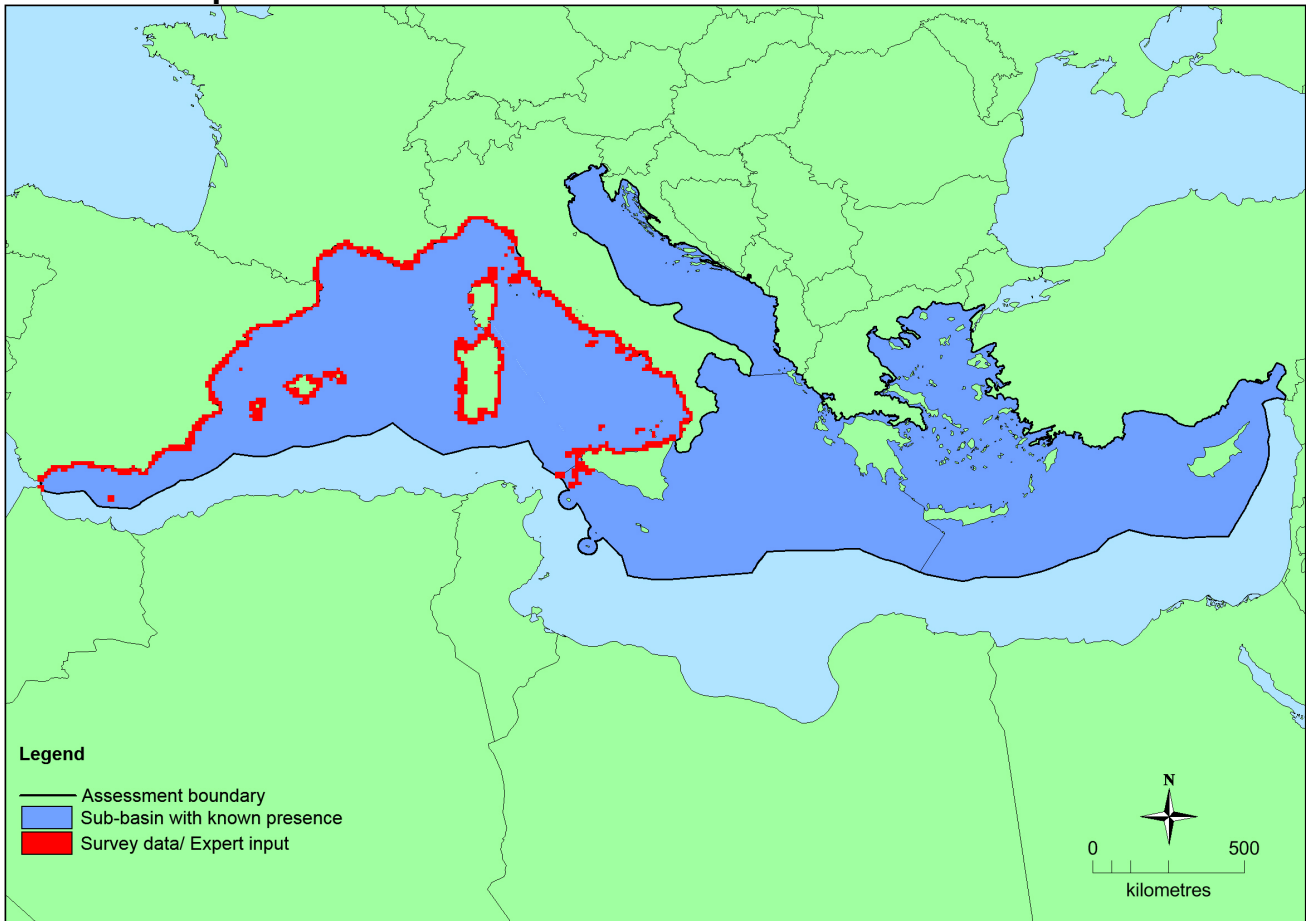 Legend
Assessment boundary
Sub-basin with known presence
Survey data/ Expert input
N
0 500
kilometres